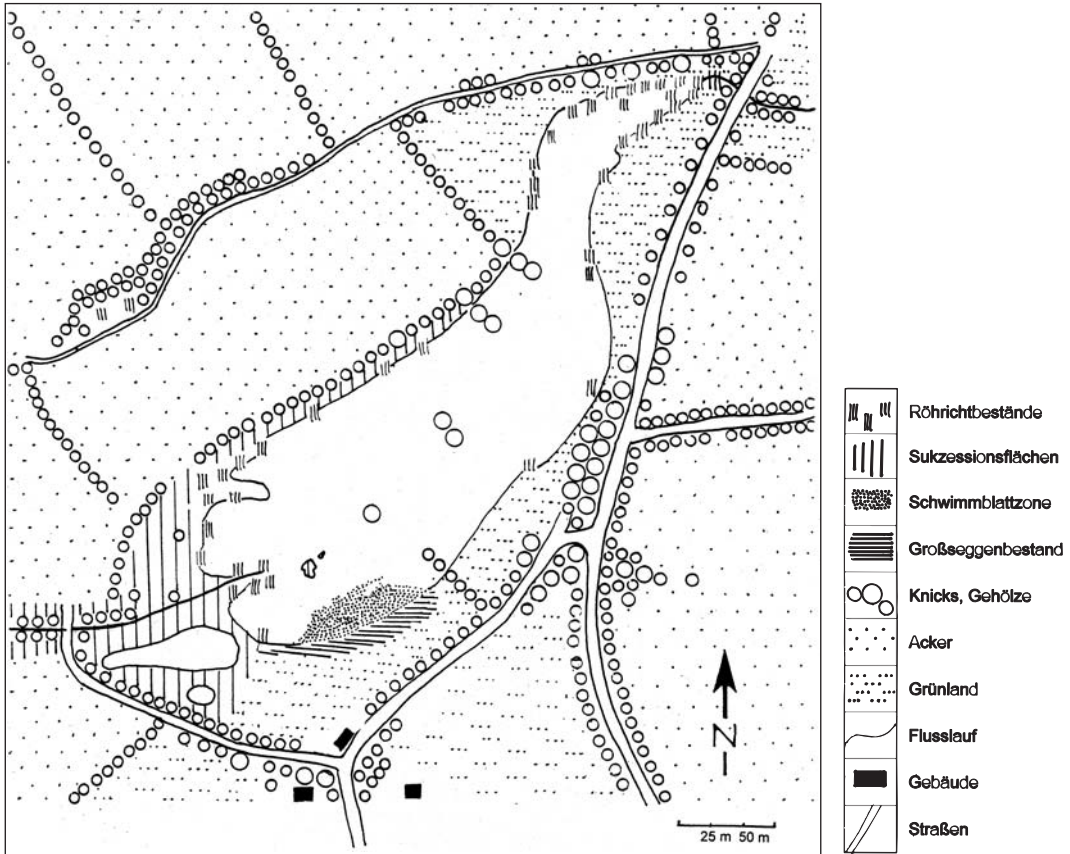 N
25 m 50 m
Röhrichtbestände
Sukzessionsflächen
Schwimmblattzone
Großseggenbestand
Knicks, Gehölze
Acker
Grünland
Flusslauf
Gebäude
Straßen